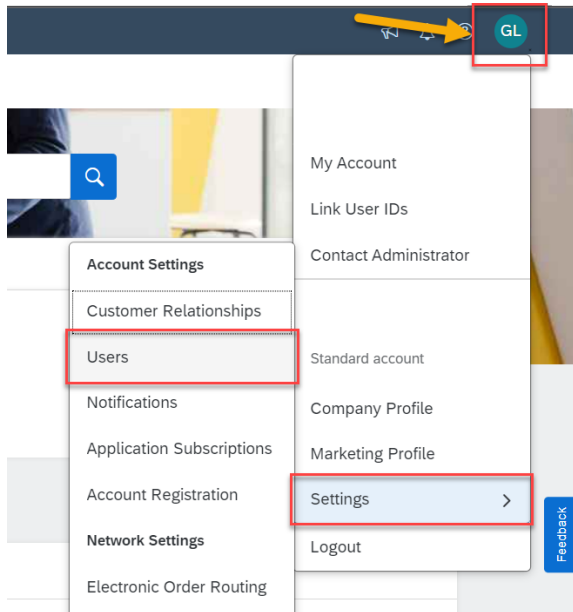 GL
My Account
Link User IDs
Contact Administrator
Account Settings
Customer Relationships
Users
Standard account
Notifications
Company Profile
Application Subscriptions
Marketing Profile
Account Registration
Settings
Network Settings
Logout
Electronic Order Routing
Feedback